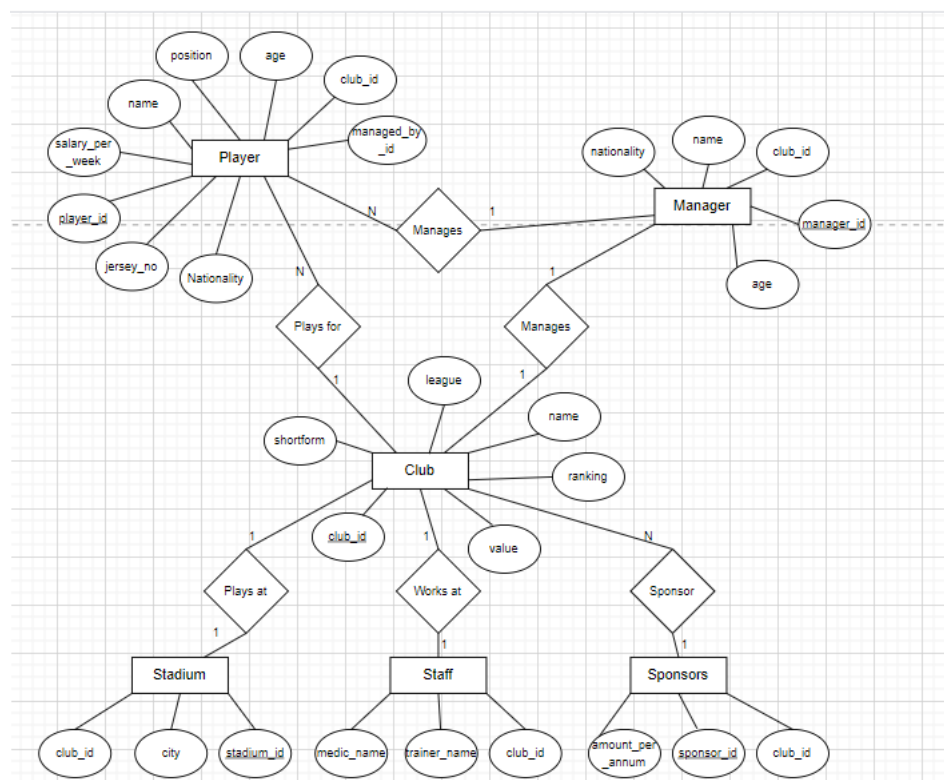 position
age
club_id
name
managed_by
_id
salary_per
_week
Player
nationality
name
club_id
player_id
N
Manages
1
Manager
manager_id
jersey_no
Nationality
N
1
age
Plays for
Manages
1
1
league
shortform
name
Club
ranking
club_id
value
1
1
N
Plays at
Works at
Sponsor
1
1
1
Stadium
Staff
Sponsors
club_id
city
stadium_id
medic_name
trainer_name
club_id
amount_per
_annum
sponsor_id
club_id